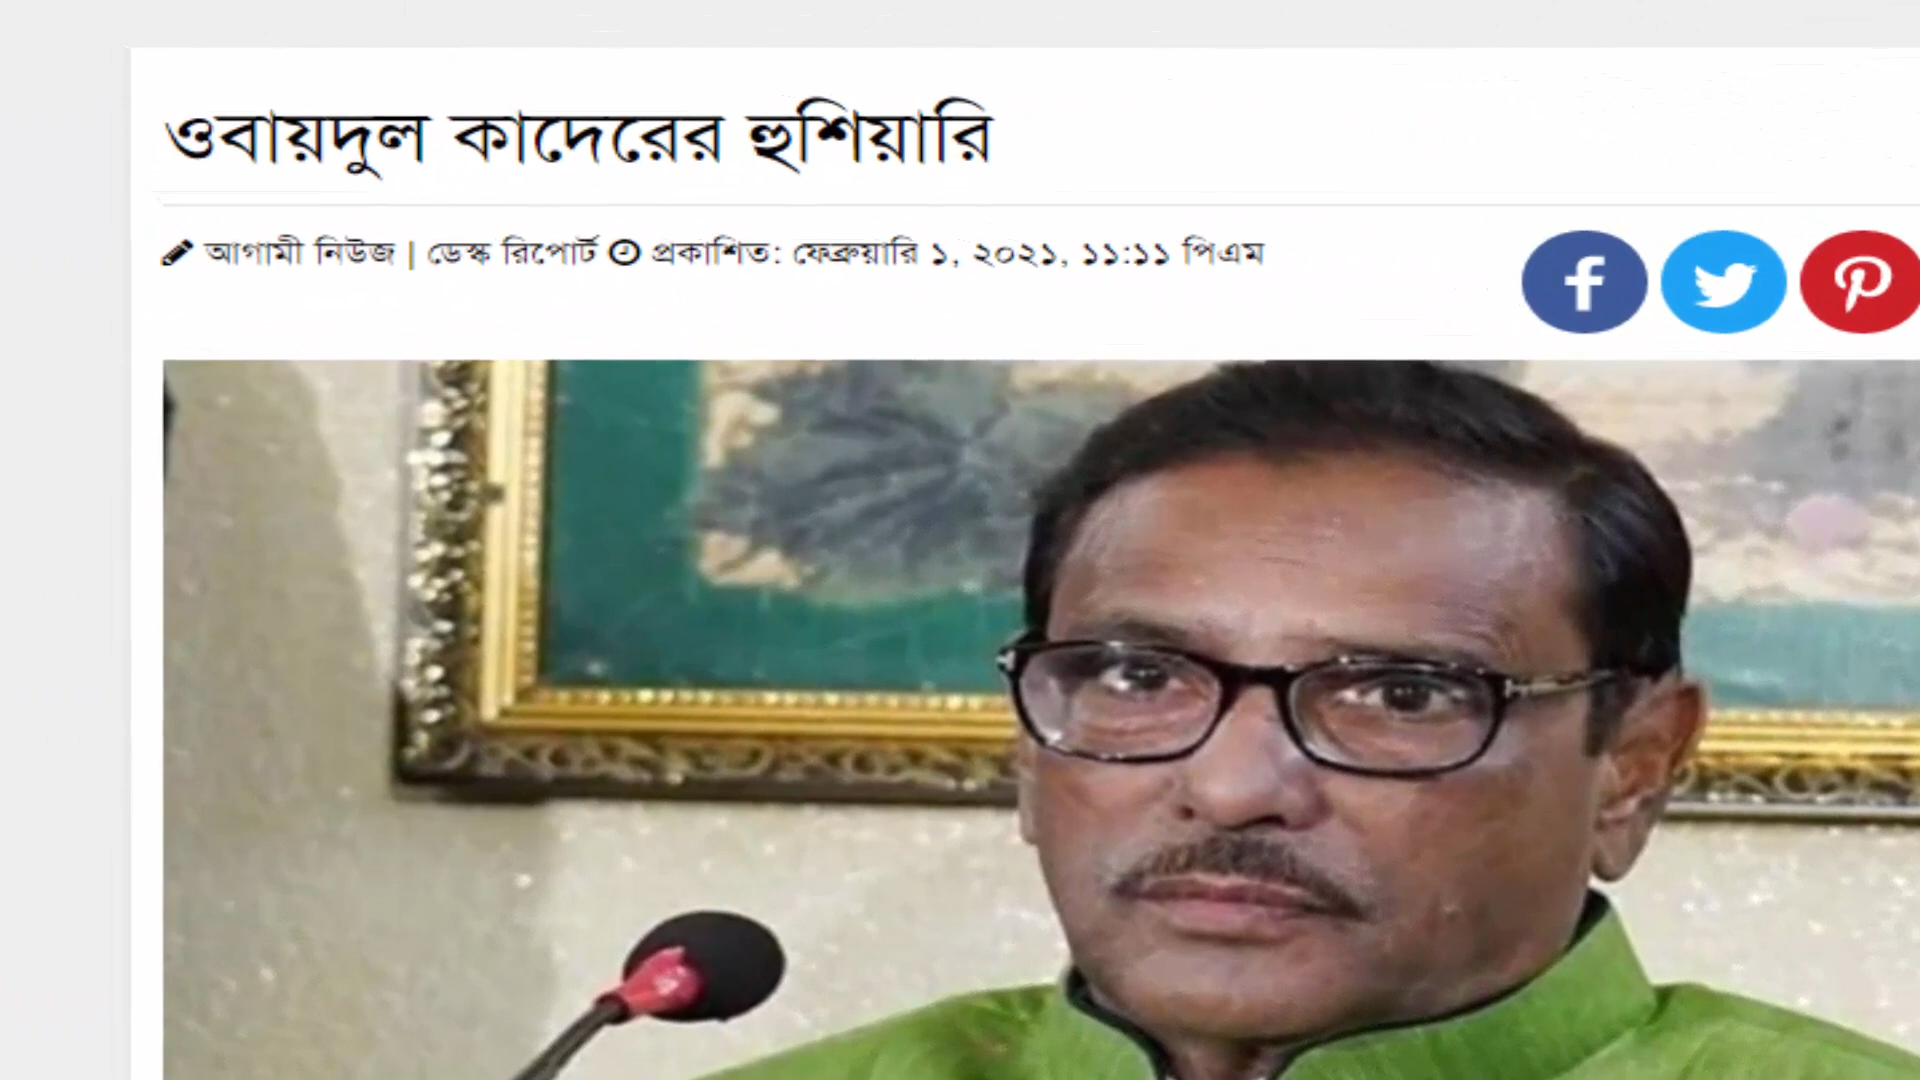 ওবায়দুল কাদেরের হুশিয়ারি
আগামী নিউজ | ডেস্ক রিপোর্ট প্রকাশিত: ফেব্রুয়ারি ১, ২০২১, ১১:১১ পিএম